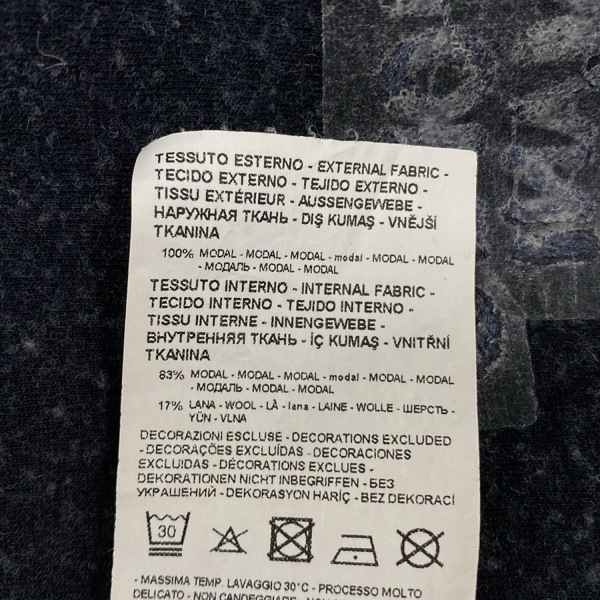 TESSUTO ESTERNO - EXTERNAL FABRIC -
TECIDO EXTERNO - TEJIDO EXTERNO -
TISSU EXTÉRIEUR - AUSSENGEWEBE -
НАРУЖНАЯ ТКАНЬ - DIŞ KUMAŞ - VNĚJŠÍ
TKANINA
100% MODAL - MODAL - MODAL - modal - MODAL - MODAL
- МОДАЛЬ - MODAL - MODAL
TESSUTO INTERNO - INTERNAL FABRIC -
TECIDO INTERNO - TEJIDO INTERNO -
TISSU INTERNE - INNENGEWEBE -
ВНУТРЕННЯЯ ТКАНЬ - İÇ KUMAŞ - VNITŘNÍ
TKANINA
83% MODAL - MODAL - MODAL - modal - MODAL - MODAL
- МОДАЛЬ - MODAL - MODAL
17% LANA - WOOL - LÃ - lana - LAINE - WOLLE - ШЕРСТЬ -
YÜN - VLNA
DECORAZIONI ESCLUSE - DECORATIONS EXCLUDED
- DECORAÇÕES EXCLUÍDAS - DECORACIONES
EXCLUIDAS - DÉCORATIONS EXCLUES -
DEKORATIONEN NICHT INBEGRIFFEN - БЕЗ
УКРАШЕНИЙ - DEKORASYON HARİÇ - BEZ DEKORACÍ
30
- MASSIMA TEMP. LAVAGGIO 30°C - PROCESSO MOLTO
DELICATO - NON CANDEGGIARE - NON